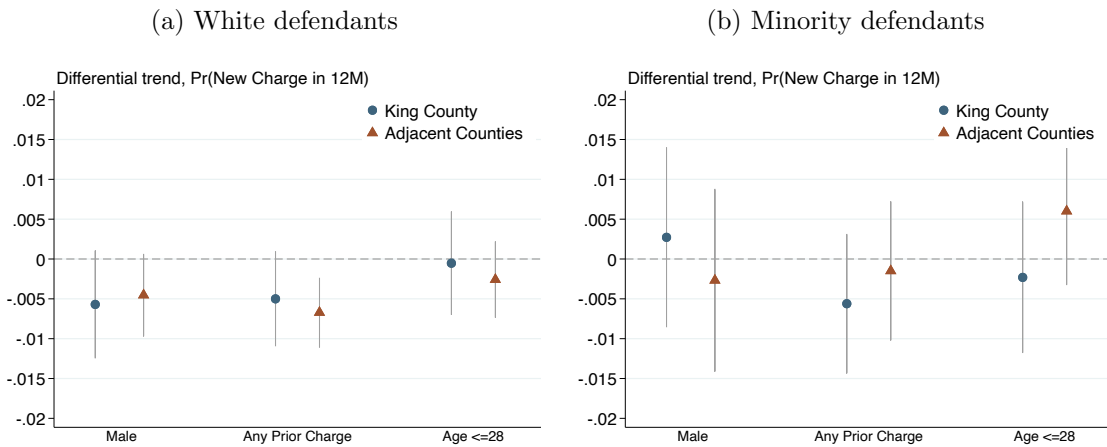 (a) White defendants
Differential trend, Pr(New Charge in 12M)
.02
.015
.01
.005
0
-.005
-.01
-.015
-.02
King County
Adjacent Counties
Male
Any Prior Charge
Age <=28
(b) Minority defendants
Differential trend, Pr(New Charge in 12M)
.02
.015
.01
.005
0
-.005
-.01
-.015
-.02
King County
Adjacent Counties
Male
Any Prior Charge
Age <=28